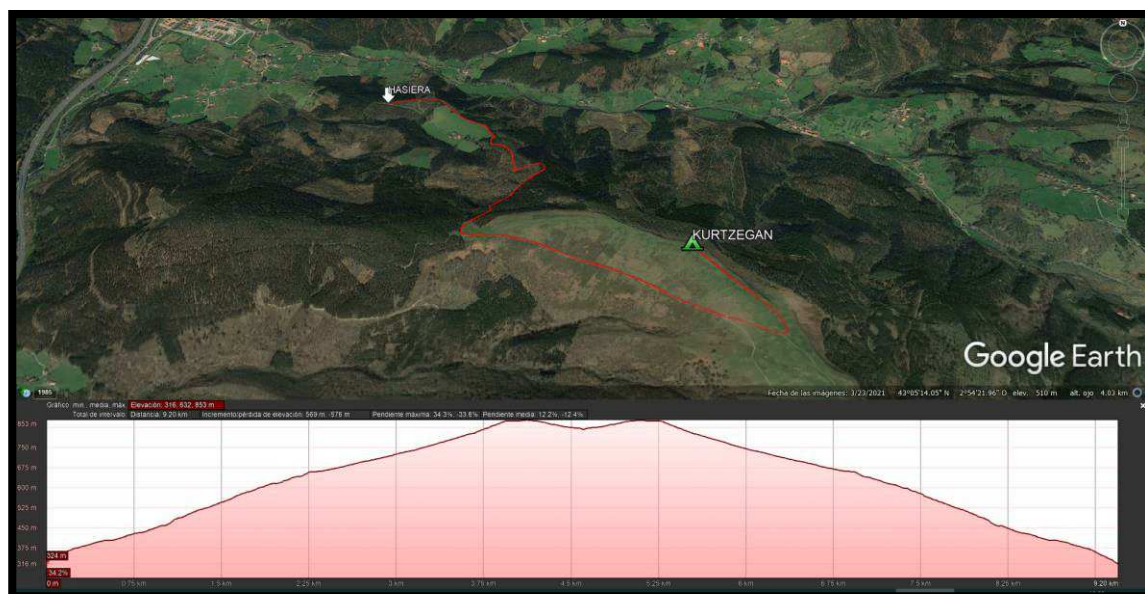 HASIERA
KURTZEGAN
Google Earth
1985
Fecha de las imágenes: 3/23/2021 43°05'14.05" N 2°54'21.96" O elev. 510 m alt. ojo 4.03 km
Gráfico: mín., media, máx. Elevación: 316, 632, 853 m
Total de intervalo: Distancia: 9.20 km Incremento/pérdida de elevación: 569 m, -576 m Pendiente máxima: 34.3%, -33.6% Pendiente media: 12.2%, -12.4%
853 m
750 m
675 m
600 m
525 m
450 m
375 m
324 m
316 m
34.2%
0 m 0.75 km 1.5 km 2.25 km 3 km 3.75 km 4.5 km 5.25 km 6 km 6.75 km 7.5 km 8.25 km 9.20 km